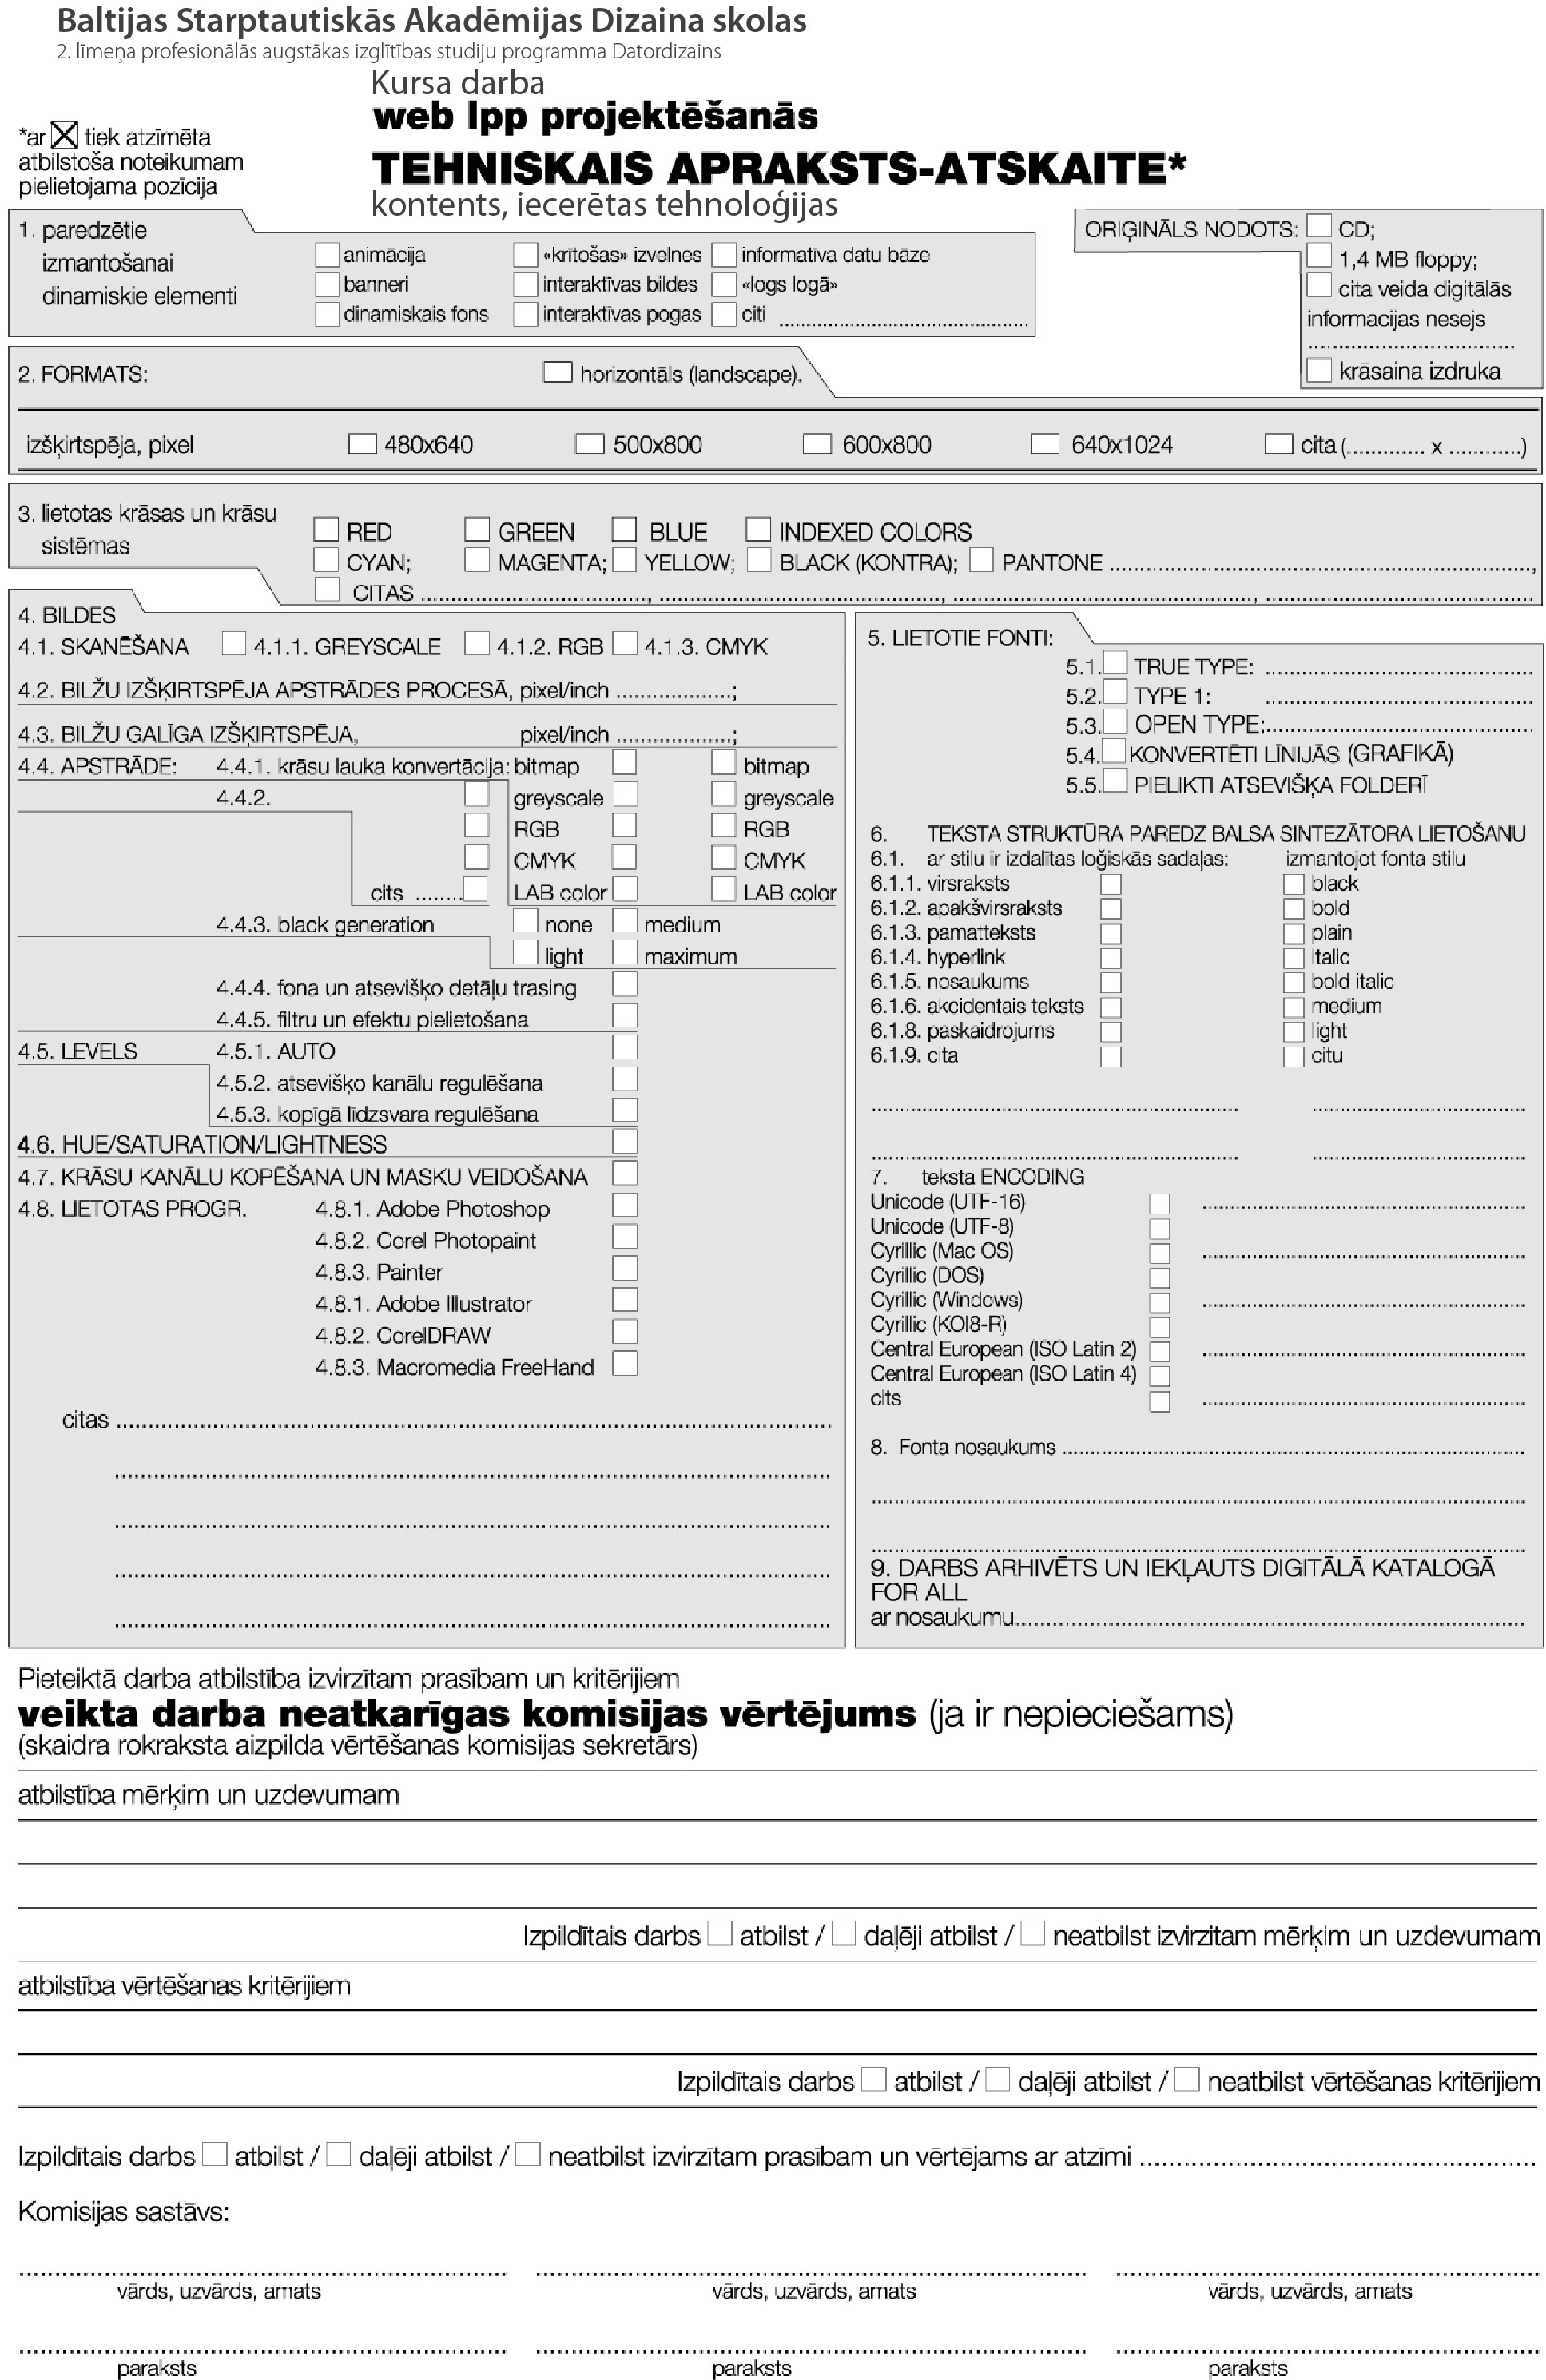 Baltijas Starptautiskās Akadēmijas Dizaina skolas
2. līmeņa profesionālās augstākas izglītības studiju programma Datordizains
Kursa darba
web lpp projektēšanās
TEHNISKAIS APRAKSTS-ATSKAITE*
kontents, iecerētas tehnoloģijas
*ar ☒ tiek atzīmēta
atbilstoša noteikumam
pielietojama pozīcija
1. paredzētie
izmantošanai
dinamiskie elementi
animācija «krītošas» izvelnes informatīva datu bāze
banneri interaktīvas bildes «logs logā»
dinamiskais fons interaktīvas pogas citi ..........
ORIĢINĀLS NODOTS: CD;
1,4 MB floppy;
cita veida digitālās
informācijas nesējs
..........
krāsaina izdruka
2. FORMATS: horizontāls (landscape).
izšķirtspēja, pixel 480x640 500x800 600x800 640x1024 cita (............. x ............)
3. lietotas krāsas un krāsu
sistēmas
RED GREEN BLUE INDEXED COLORS
CYAN; MAGENTA; YELLOW; BLACK (KONTRA); PANTONE ..........,
CITAS .........., .........., .........., ..........
4. BILDES
4.1. SKANĒŠANA 4.1.1. GREYSCALE 4.1.2. RGB 4.1.3. CMYK
4.2. BILŽU IZŠĶIRTSPĒJA APSTRĀDES PROCESĀ, pixel/inch ..........;
4.3. BILŽU GALĪGA IZŠĶIRTSPĒJA, pixel/inch ..........;
4.4. APSTRĀDE: 4.4.1. krāsu lauka konvertācija: bitmap bitmap
4.4.2. greyscale greyscale
RGB RGB
CMYK CMYK
cits ........ LAB color LAB color
4.4.3. black generation none medium
light maximum
4.4.4. fona un atsevišķo detāļu trasing
4.4.5. filtru un efektu pielietošana
4.5. LEVELS 4.5.1. AUTO
4.5.2. atsevišķo kanālu regulēšana
4.5.3. kopīgā līdzsvara regulēšana
4.6. HUE/SATURATION/LIGHTNESS
4.7. KRĀSU KANĀLU KOPĒŠANA UN MASKU VEIDOŠANA
4.8. LIETOTAS PROGR. 4.8.1. Adobe Photoshop
4.8.2. Corel Photopaint
4.8.3. Painter
4.8.1. Adobe Illustrator
4.8.2. CorelDRAW
4.8.3. Macromedia FreeHand
citas ..........
5. LIETOTIE FONTI:
5.1. TRUE TYPE: ..........
5.2. TYPE 1: ..........
5.3. OPEN TYPE: ..........
5.4. KONVERTĒTI LĪNIJĀS (GRAFIKĀ)
5.5. PIELIKTI ATSEVIŠĶA FOLDERĪ
6. TEKSTA STRUKTŪRA PAREDZ BALSA SINTEZĀTORA LIETOŠANU
6.1. ar stilu ir izdalītas loģiskās sadaļas: izmantojot fonta stilu
6.1.1. virsraksts black
6.1.2. apakšvirsraksts bold
6.1.3. pamatteksts plain
6.1.4. hyperlink italic
6.1.5. nosaukums bold italic
6.1.6. akcidentais teksts medium
6.1.8. paskaidrojums light
6.1.9. cita citu
7. teksta ENCODING
Unicode (UTF-16)
Unicode (UTF-8)
Cyrillic (Mac OS)
Cyrillic (DOS)
Cyrillic (Windows)
Cyrillic (KOI8-R)
Central European (ISO Latin 2)
Central European (ISO Latin 4)
cits
8. Fonta nosaukums ..........
9. DARBS ARHIVĒTS UN IEKĻAUTS DIGITĀLĀ KATALOGĀ
FOR ALL
ar nosaukumu..........
Pieteiktā darba atbilstība izvirzītam prasībam un kritērijiem
veikta darba neatkarīgas komisijas vērtējums (ja ir nepieciešams)
(skaidra rokraksta aizpilda vērtēšanas komisijas sekretārs)
atbilstība mērķim un uzdevumam
Izpildītais darbs atbilst / daļēji atbilst / neatbilst izvirzitam mērķim un uzdevumam
atbilstība vērtēšanas kritērijiem
Izpildītais darbs atbilst / daļēji atbilst / neatbilst vērtēšanas kritērijiem
Izpildītais darbs atbilst / daļēji atbilst / neatbilst izvirzītam prasībam un vērtējams ar atzīmi ..........
Komisijas sastāvs:
vārds, uzvārds, amats vārds, uzvārds, amats vārds, uzvārds, amats
paraksts paraksts paraksts